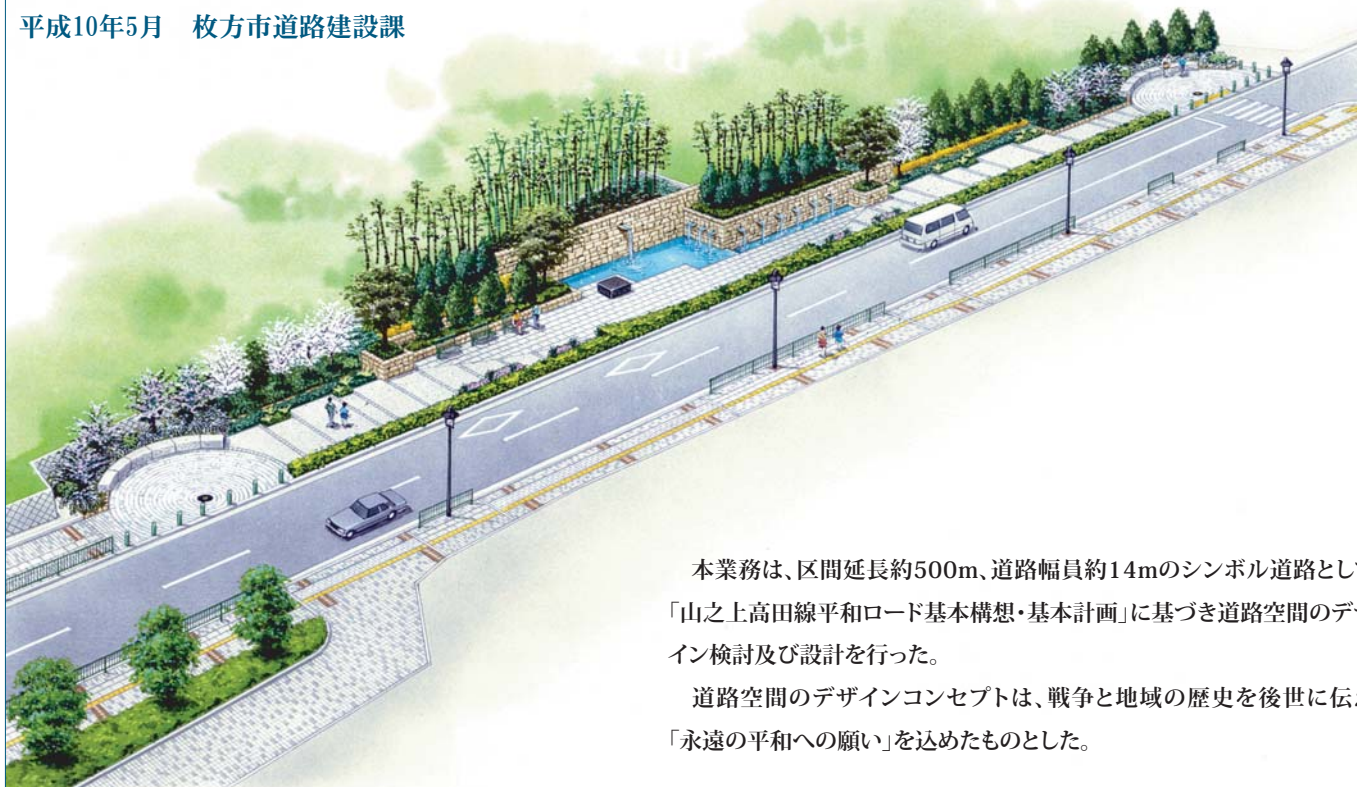 平成10年5月 枚方市道路建設課
本業務は、区間延長約500m、道路幅員約14mのシンボル道路とし
「山之上高田線平和ロード基本構想・基本計画」に基づき道路空間のデ
イン検討及び設計を行った。
道路空間のデザインコンセプトは、戦争と地域の歴史を後世に伝
「永遠の平和への願い」を込めたものとした。